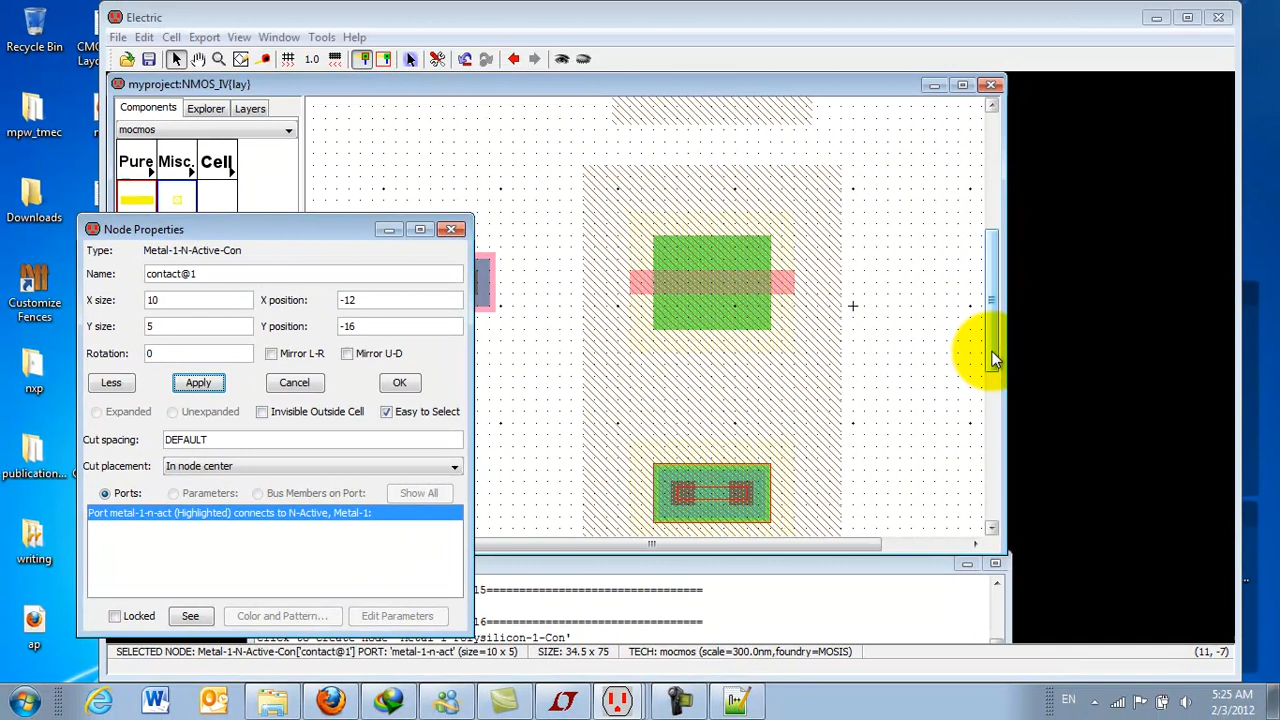 Recycle Bin
CMC
Layo
mpw_tmec
Downloads
Customize
Fences
nxp
publication...
writing
ap
Electric
File Edit Cell Export View Window Tools Help
1.0
myproject:NMOS_IV{lay}
Components Explorer Layers
mocmos
Pure Misc. Cell
Node Properties
Type: Metal-1-N-Active-Con
Name: contact@1
X size: 10 X position: -12
Y size: 5 Y position: -16
Rotation: 0 Mirror L-R Mirror U-D
Less Apply Cancel OK
Expanded Unexpanded Invisible Outside Cell Easy to Select
Cut spacing: DEFAULT
Cut placement: In node center
Ports: Parameters: Bus Members on Port: Show All
Port metal-1-n-act (Highlighted) connects to N-Active, Metal-1:
Locked See Color and Pattern... Edit Parameters
15=================================
16=================================
SELECTED NODE: Metal-1-N-Active-Con['contact@1'] PORT: 'metal-1-n-act' (size=10 x 5) SIZE: 34.5 x 75 TECH: mocmos (scale=300.0nm,foundry=MOSIS) (11, -7)
EN
5:25 AM
2/3/2012